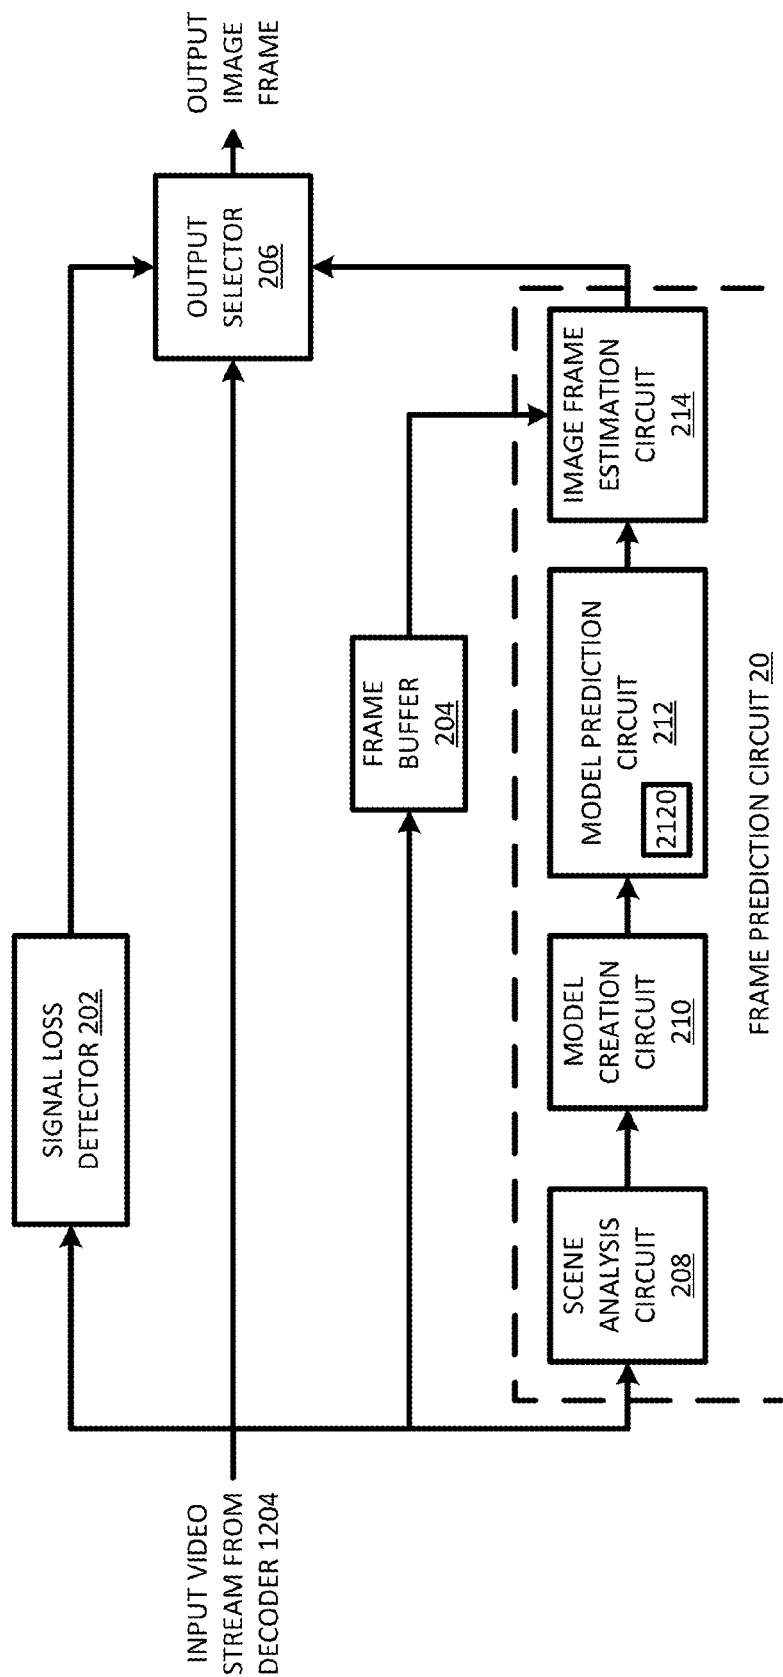 INPUT VIDEO
STREAM FROM
DECODER 1204
SIGNAL LOSS
DETECTOR 202
OUTPUT
SELECTOR
206
OUTPUT
IMAGE
FRAME
FRAME
BUFFER
204
SCENE
ANALYSIS
CIRCUIT
208
MODEL
CREATION
CIRCUIT
210
MODEL PREDICTION
CIRCUIT
212
2120
IMAGE FRAME
ESTIMATION
CIRCUIT
214
FRAME PREDICTION CIRCUIT 20